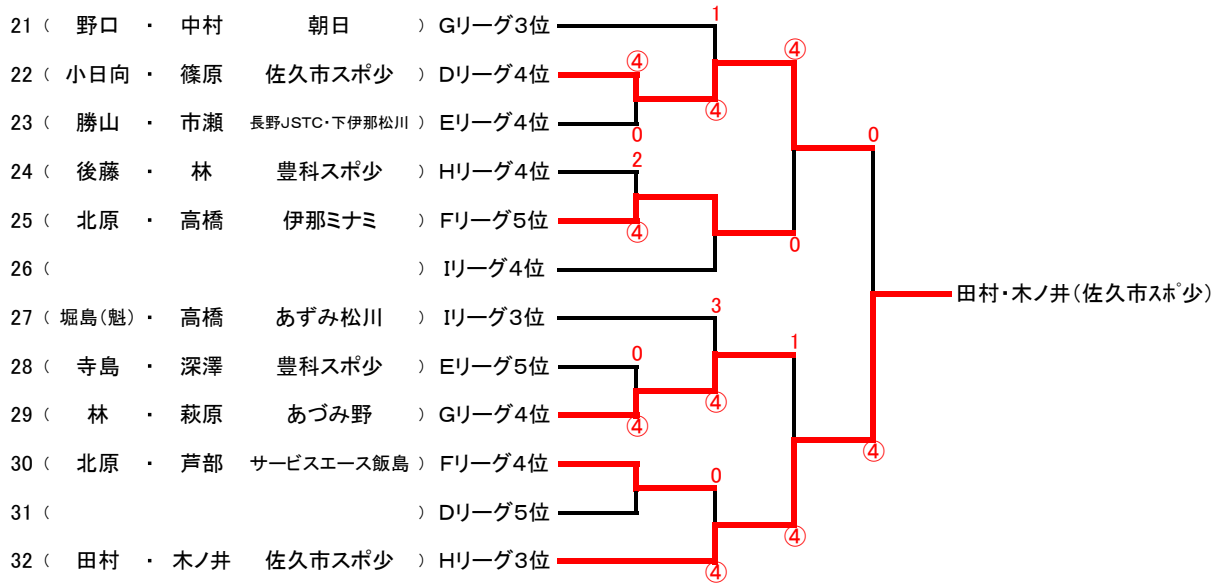 1
21 ( 野口 ・ 中村 朝日 ) Gリーグ3位
④ ④
22 ( 小日向 ・ 篠原 佐久市スポ少 ) Dリーグ4位
④
23 ( 勝山 ・ 市瀬 長野JSTC・下伊那松川 ) Eリーグ4位
0 0
2
24 ( 後藤 ・ 林 豊科スポ少 ) Hリーグ4位
25 ( 北原 ・ 高橋 伊那ミナミ ) Fリーグ5位
④ 0
26 ( ) Iリーグ4位
田村・木ノ井(佐久市スポ少)
3
27 ( 堀島(魁) ・ 高橋 あずみ松川 ) Iリーグ3位
0 1
28 ( 寺島 ・ 深澤 豊科スポ少 ) Eリーグ5位
④
29 ( 林 ・ 萩原 あづみ野 ) Gリーグ4位
④
④
30 ( 北原 ・ 芦部 サービスエース飯島 ) Fリーグ4位
0
31 ( ) Dリーグ5位
④
32 ( 田村 ・ 木ノ井 佐久市スポ少 ) Hリーグ3位
④